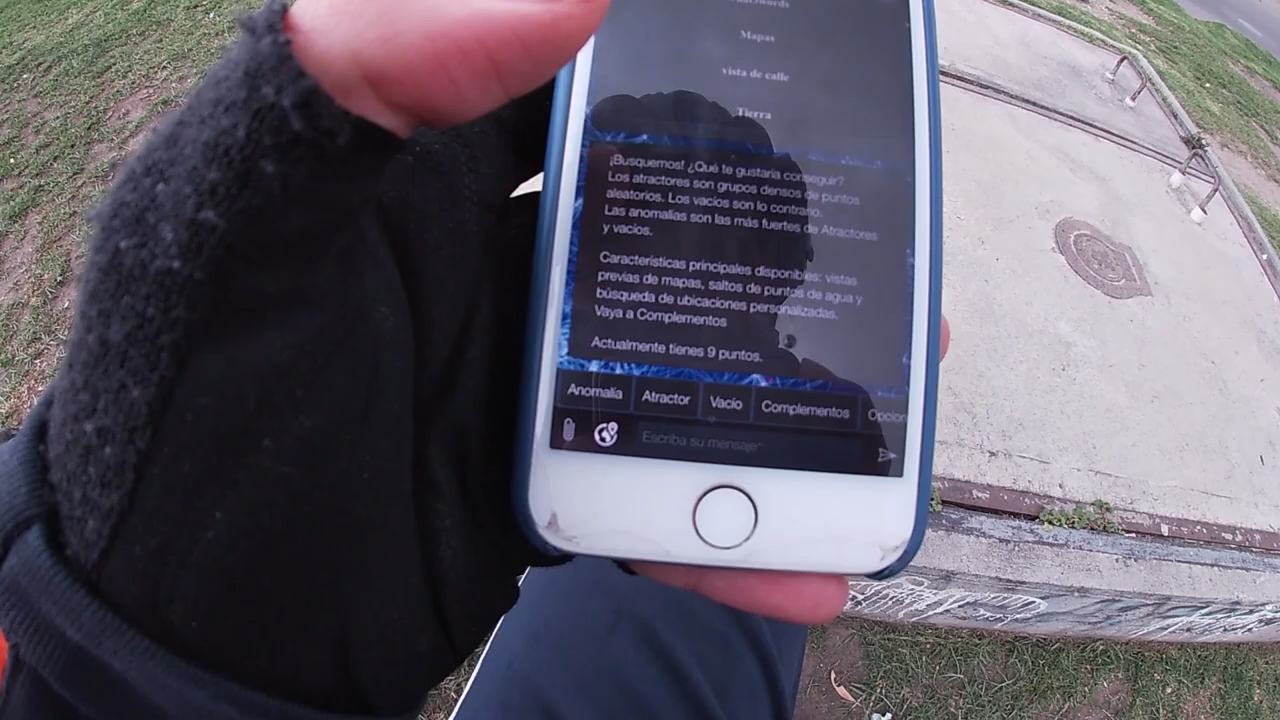 Mapas
vista de calle
Tierra
¡Busquemos! ¿Qué te gustaría conseguir?
Los atractores son grupos densos de puntos
aleatorios. Los vacíos son lo contrario.
Las anomalías son las más fuertes de Atractores
y vacíos.
Características principales disponibles: vistas
previas de mapas, saltos de puntos de agua y
búsqueda de ubicaciones personalizadas.
Vaya a Complementos
Actualmente tienes 9 puntos.
Anomalía Atractor Vacío Complementos Opcion
Escriba su mensaje